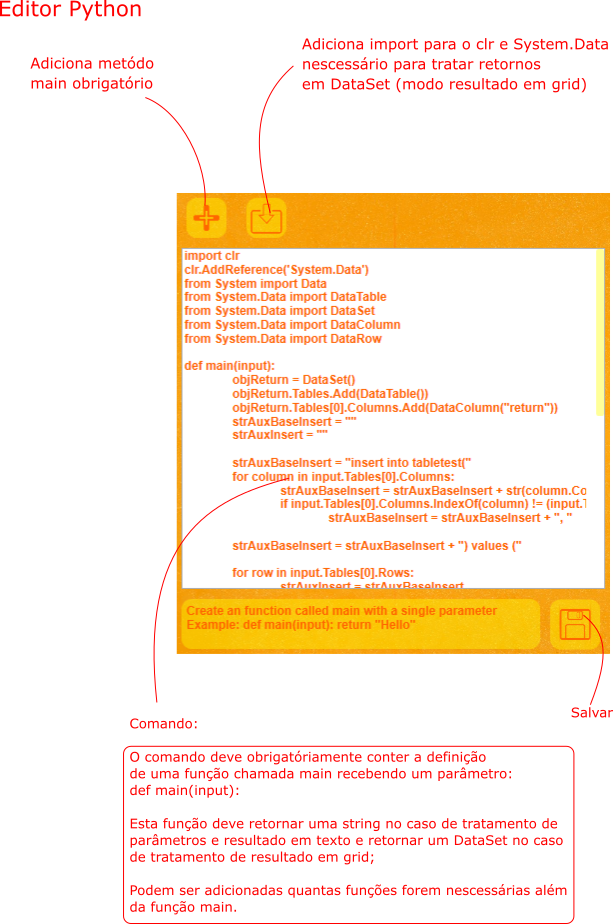 Editor Python
Adiciona metódo
main obrigatório
Adiciona import para o clr e System.Data
nescessário para tratar retornos
em DataSet (modo resultado em grid)
import clr
clr.AddReference('System.Data')
from System import Data
from System.Data import DataTable
from System.Data import DataSet
from System.Data import DataColumn
from System.Data import DataRow
def main(input):
objReturn = DataSet()
objReturn.Tables.Add(DataTable())
objReturn.Tables[0].Columns.Add(DataColumn("return"))
strAuxBaseInsert = ""
strAuxInsert = ""
strAuxBaseInsert = "insert into tabletest("
for column in input.Tables[0].Columns:
strAuxBaseInsert = strAuxBaseInsert + str(column.Co
if input.Tables[0].Columns.IndexOf(column) != (input.T
strAuxBaseInsert = strAuxBaseInsert + ", "
strAuxBaseInsert = strAuxBaseInsert + ") values ("
for row in input.Tables[0].Rows:
strAuxInsert = strAuxBaseInsert
Create an function called main with a single parameter
Example: def main(input): return "Hello"
Salvar
Comando:
O comando deve obrigatóriamente conter a definição
de uma função chamada main recebendo um parâmetro:
def main(input):
Esta função deve retornar uma string no caso de tratamento de
parâmetros e resultado em texto e retornar um DataSet no caso
de tratamento de resultado em grid;
Podem ser adicionadas quantas funções forem nescessárias além
da função main.